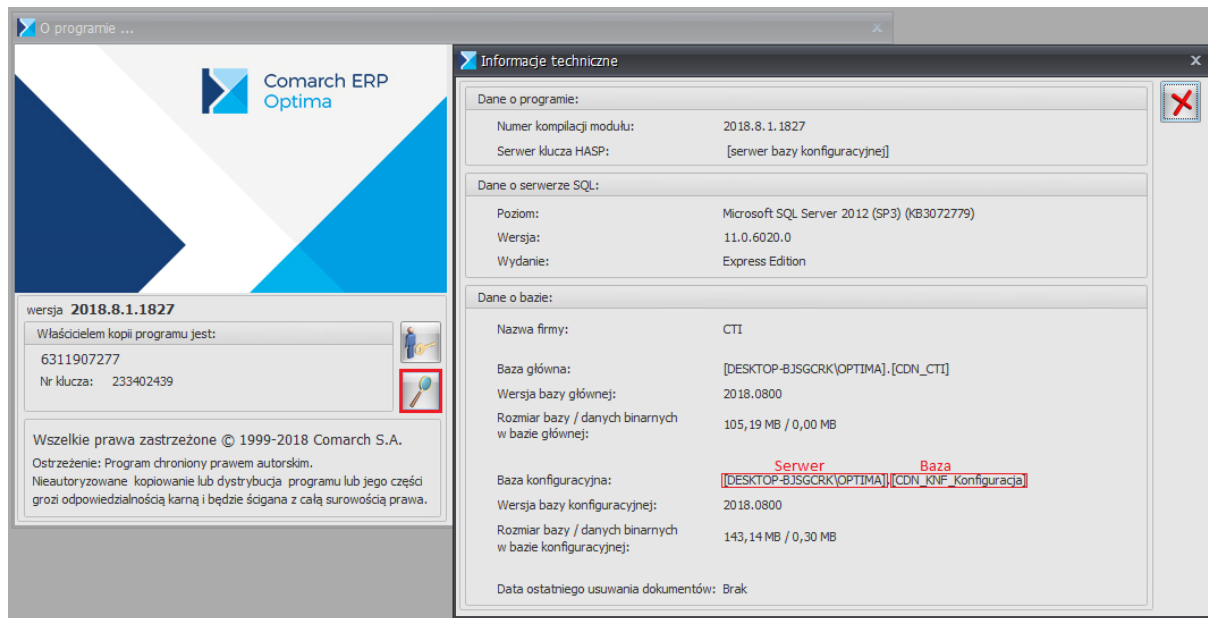 O programie ...
Comarch ERP
Optima
wersja 2018.8.1.1827
Właścicielem kopii programu jest:
6311907277
Nr klucza: 233402439
Wszelkie prawa zastrzeżone © 1999-2018 Comarch S.A.
Ostrzeżenie: Program chroniony prawem autorskim.
Nieautoryzowane kopiowanie lub dystrybucja programu lub jego części
grozi odpowiedzialnością karną i będzie ścigana z całą surowością prawa.
Informacje techniczne
Dane o programie:
Numer kompilacji modułu: 2018.8.1.1827
Serwer klucza HASP: [serwer bazy konfiguracyjnej]
Dane o serwerze SQL:
Poziom: Microsoft SQL Server 2012 (SP3) (KB3072779)
Wersja: 11.0.6020.0
Wydanie: Express Edition
Dane o bazie:
Nazwa firmy: CTI
Baza główna: [DESKTOP-BJSGCRK\OPTIMA].[CDN_CTI]
Wersja bazy głównej: 2018.0800
Rozmiar bazy / danych binarnych
w bazie głównej: 105,19 MB / 0,00 MB
Serwer Baza
Baza konfiguracyjna: [DESKTOP-BJSGCRK\OPTIMA].[CDN_KNF_Konfiguracja]
Wersja bazy konfiguracyjnej: 2018.0800
Rozmiar bazy / danych binarnych
w bazie konfiguracyjnej: 143,14 MB / 0,30 MB
Data ostatniego usuwania dokumentów: Brak